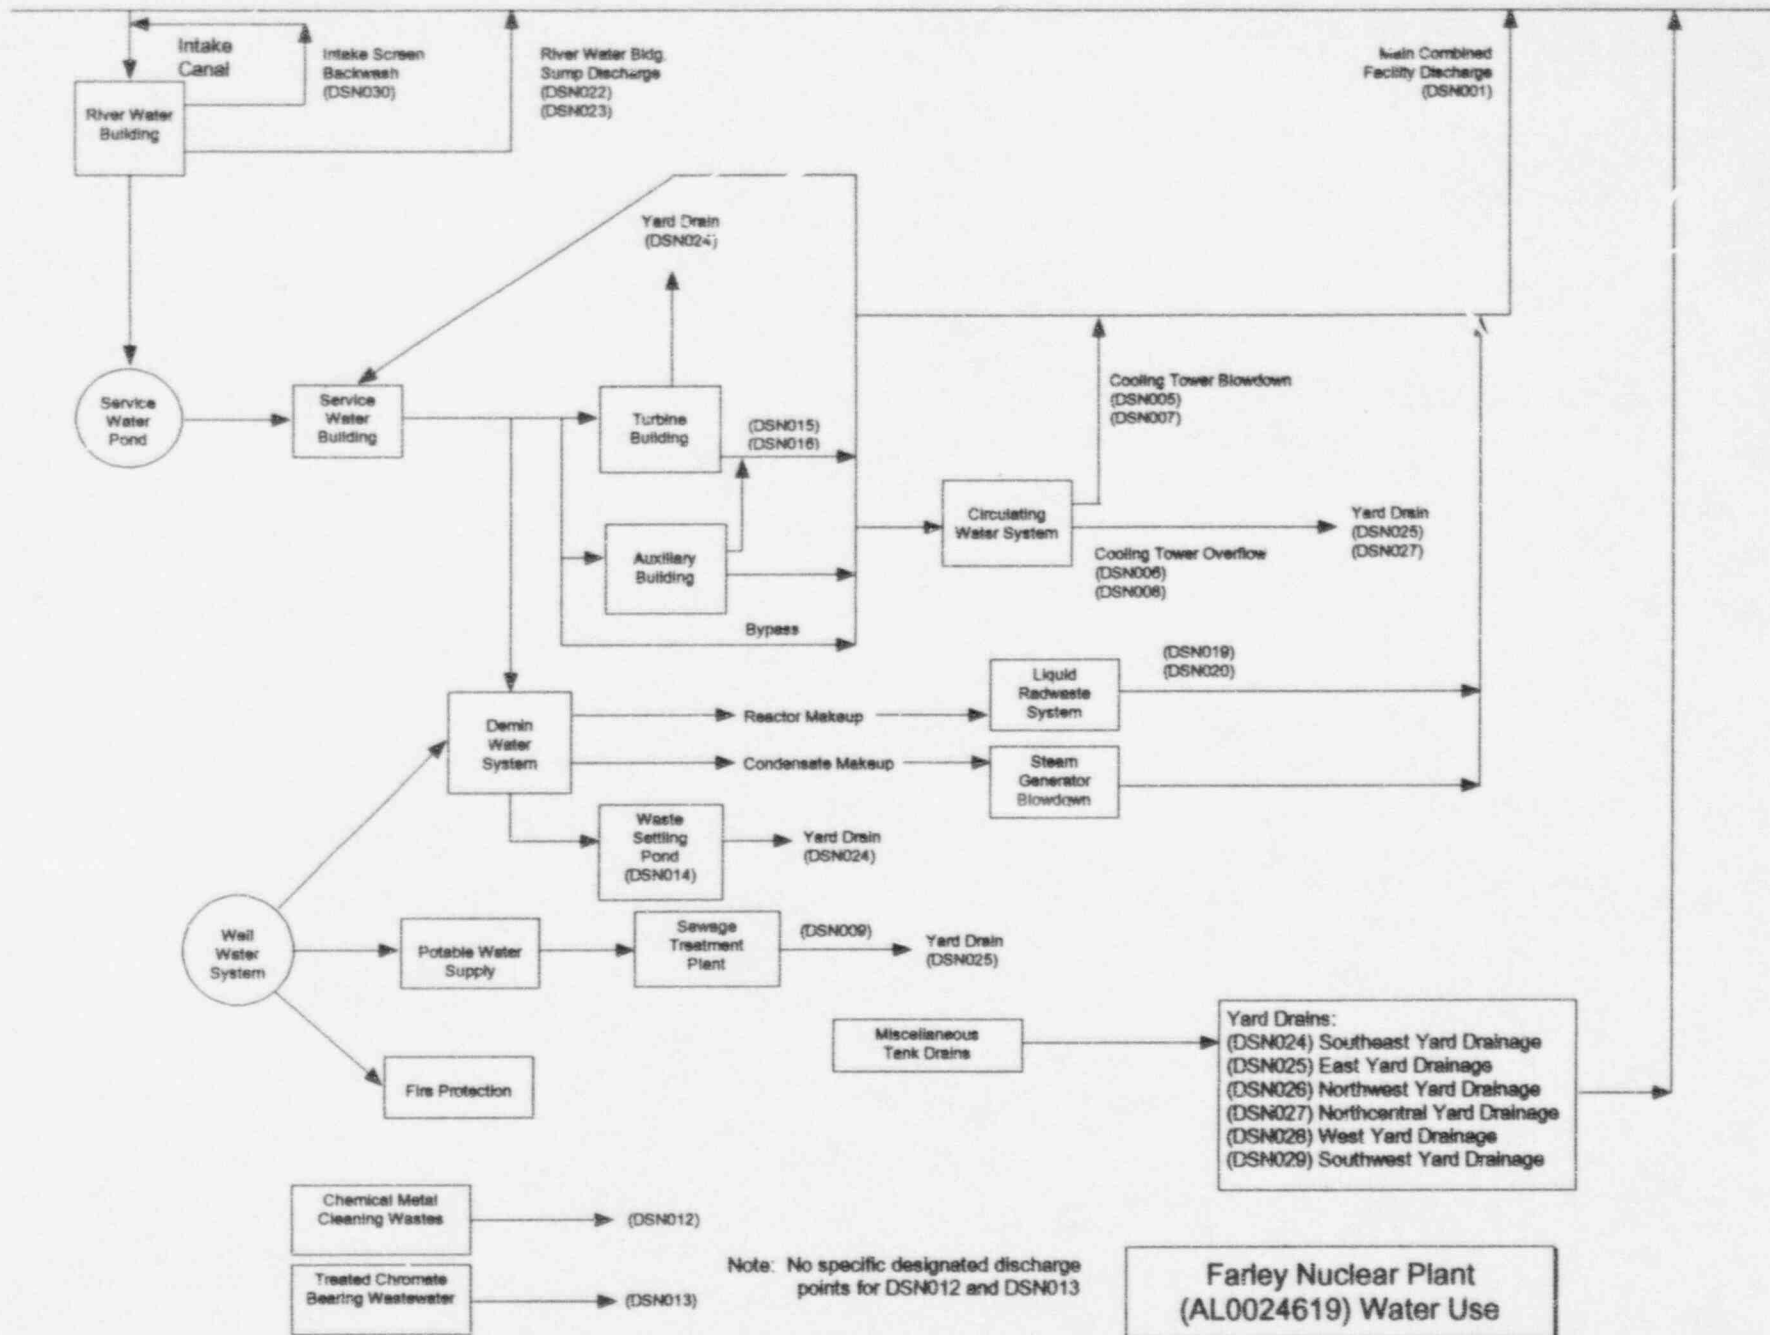 Intake
Canal
Intake Screen
Backwash
(DSN030)
River Water Bldg.
Sump Discharge
(DSN022)
(DSN023)
Main Combined
Facility Discharge
(DSN001)
River Water
Building
Yard Drain
(DSN024)
Service
Water
Pond
Service
Water
Building
Turbine
Building
(DSN015)
(DSN016)
Cooling Tower Blowdown
(DSN005)
(DSN007)
Circulating
Water System
Yard Drain
(DSN025)
(DSN027)
Cooling Tower Overflow
(DSN006)
(DSN008)
Auxiliary
Building
Bypass
Demin
Water
System
Reactor Makeup
Liquid
Radwaste
System
(DSN019)
(DSN020)
Condensate Makeup
Steam
Generator
Blowdown
Waste
Settling
Pond
(DSN014)
Yard Drain
(DSN024)
Well
Water
System
Potable Water
Supply
Sewage
Treatment
Plant
(DSN009)
Yard Drain
(DSN025)
Fire Protection
Miscellaneous
Tank Drains
Yard Drains:
(DSN024) Southeast Yard Drainage
(DSN025) East Yard Drainage
(DSN026) Northwest Yard Drainage
(DSN027) Northcentral Yard Drainage
(DSN028) West Yard Drainage
(DSN029) Southwest Yard Drainage
Chemical Metal
Cleaning Wastes
(DSN012)
Treated Chromate
Bearing Wastewater
(DSN013)
Note: No specific designated discharge
points for DSN012 and DSN013
Farley Nuclear Plant
(AL0024619) Water Use